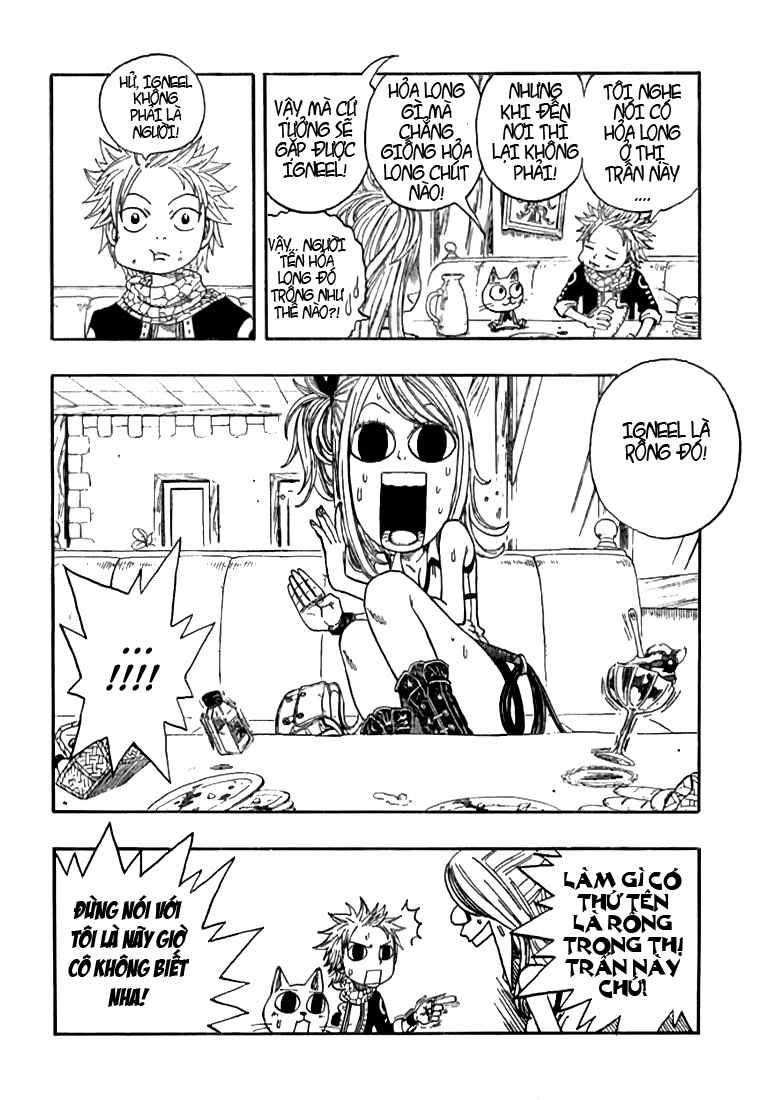 TÔI NGHE
NÓI CÓ
HỎA LONG
Ở THỊ
TRẤN NÀY
....
NHƯNG
KHI ĐẾN
NƠI THÌ
LẠI KHÔNG
PHẢI!
HỎA LONG
GÌ MÀ
CHẲNG
GIỐNG HỎA
LONG CHÚT
NÀO!
VẬY MÀ CỨ
TƯỞNG SẼ
GẶP ĐƯỢC
IGNEEL!
VẬY... NGƯỜI
TÊN HỎA
LONG ĐÓ
TRÔNG NHƯ
THẾ NÀO?!
HỬ, IGNEEL
KHÔNG
PHẢI LÀ
NGƯỜI!
IGNEEL LÀ
RỒNG ĐÓ!
...
!!!!
LÀM GÌ CÓ
THỨ TÊN
LÀ RỒNG
TRONG THỊ
TRẤN NÀY
CHỨ!
ĐỪNG NÓI VỚI
TÔI LÀ NÃY GIỜ
CÔ KHÔNG BIẾT
NHA!